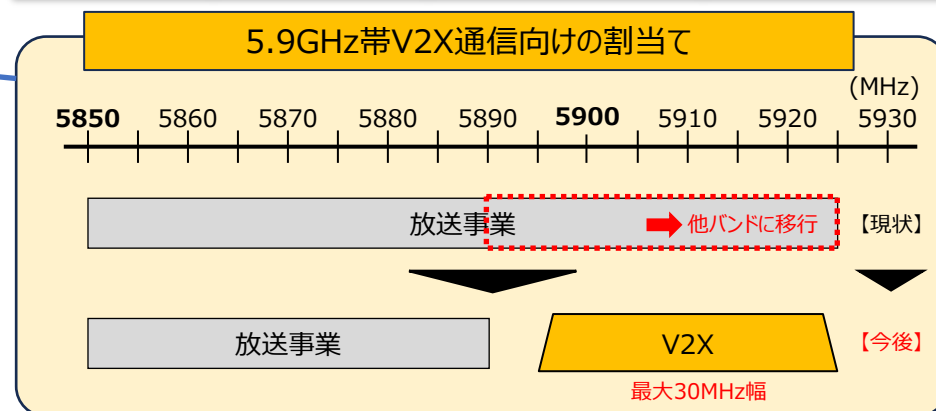 5.9GHz帯V2X通信向けの割当て
(MHz)
5850 5860 5870 5880 5890 5900 5910 5920 5930
放送事業 他バンドに移行 【現状】
放送事業 V2X 【今後】
最大30MHz幅